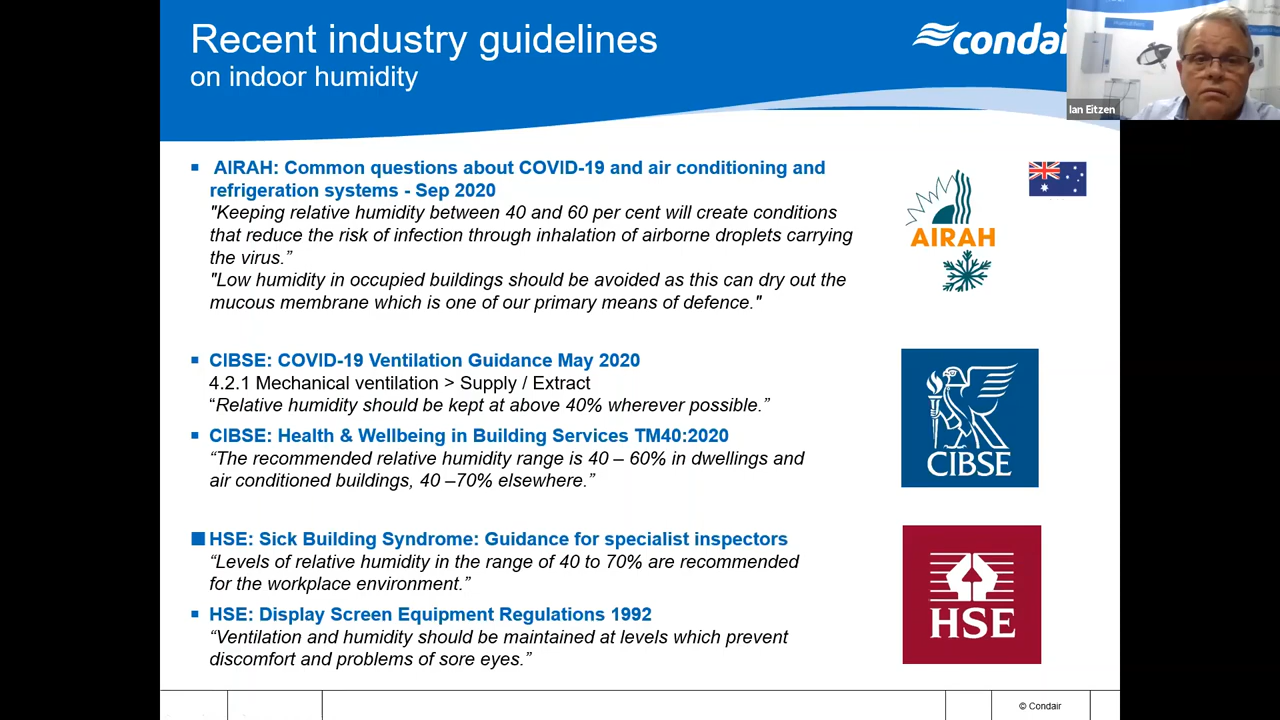 Recent industry guidelines
on indoor humidity
condair
Ian Eitzen
AIRAH: Common questions about COVID-19 and air conditioning and
refrigeration systems - Sep 2020
"Keeping relative humidity between 40 and 60 per cent will create conditions
that reduce the risk of infection through inhalation of airborne droplets carrying
the virus.”
"Low humidity in occupied buildings should be avoided as this can dry out the
mucous membrane which is one of our primary means of defence."
AIRAH
CIBSE: COVID-19 Ventilation Guidance May 2020
4.2.1 Mechanical ventilation > Supply / Extract
“Relative humidity should be kept at above 40% wherever possible.”
CIBSE: Health & Wellbeing in Building Services TM40:2020
“The recommended relative humidity range is 40 – 60% in dwellings and
air conditioned buildings, 40 –70% elsewhere.”
CIBSE
HSE: Sick Building Syndrome: Guidance for specialist inspectors
“Levels of relative humidity in the range of 40 to 70% are recommended
for the workplace environment.”
HSE: Display Screen Equipment Regulations 1992
“Ventilation and humidity should be maintained at levels which prevent
discomfort and problems of sore eyes.”
HSE
© Condair